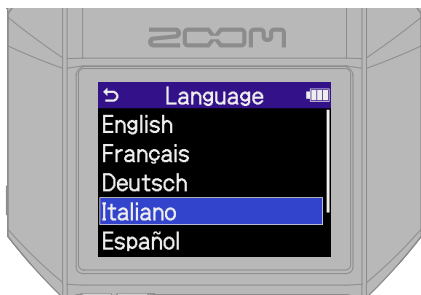 ZOOM
Language
English
Français
Deutsch
Italiano
Español